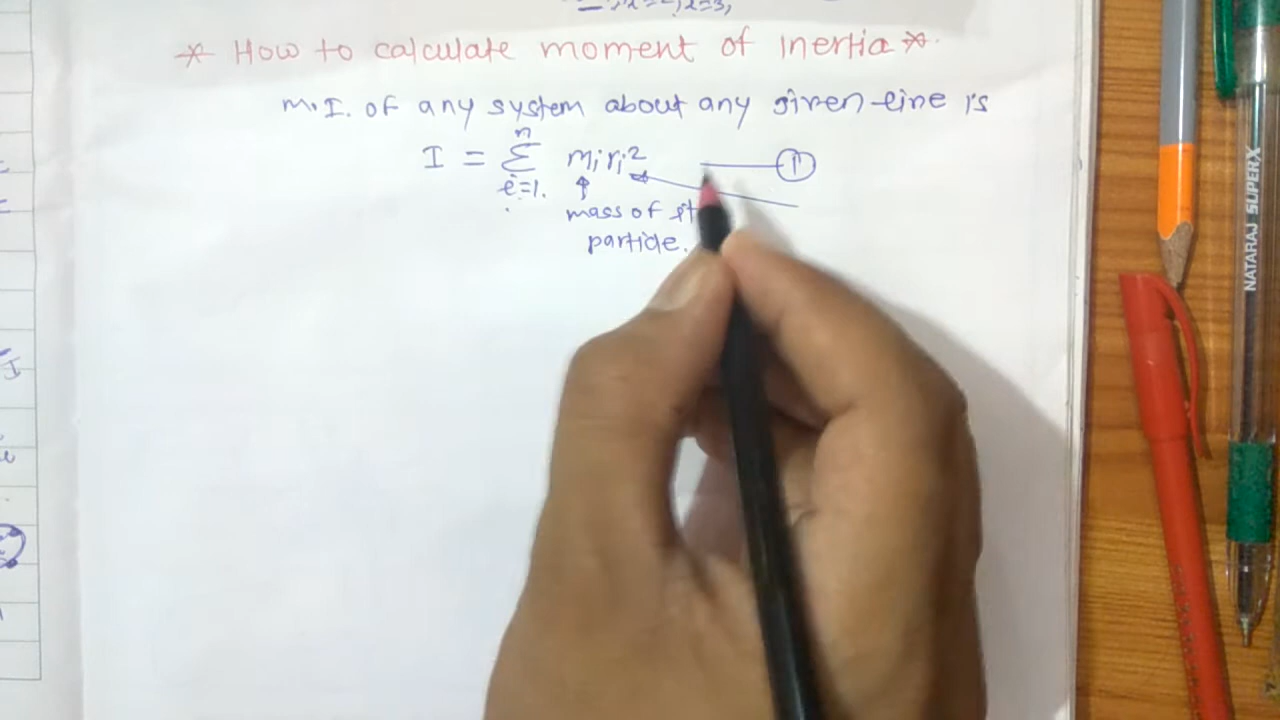 * How to calculate moment of inertia *
M.I. of any system about any given line is
I = n∑i=1. mᵢrᵢ² ①
mass of
particle.
NATARAJ SUPERX